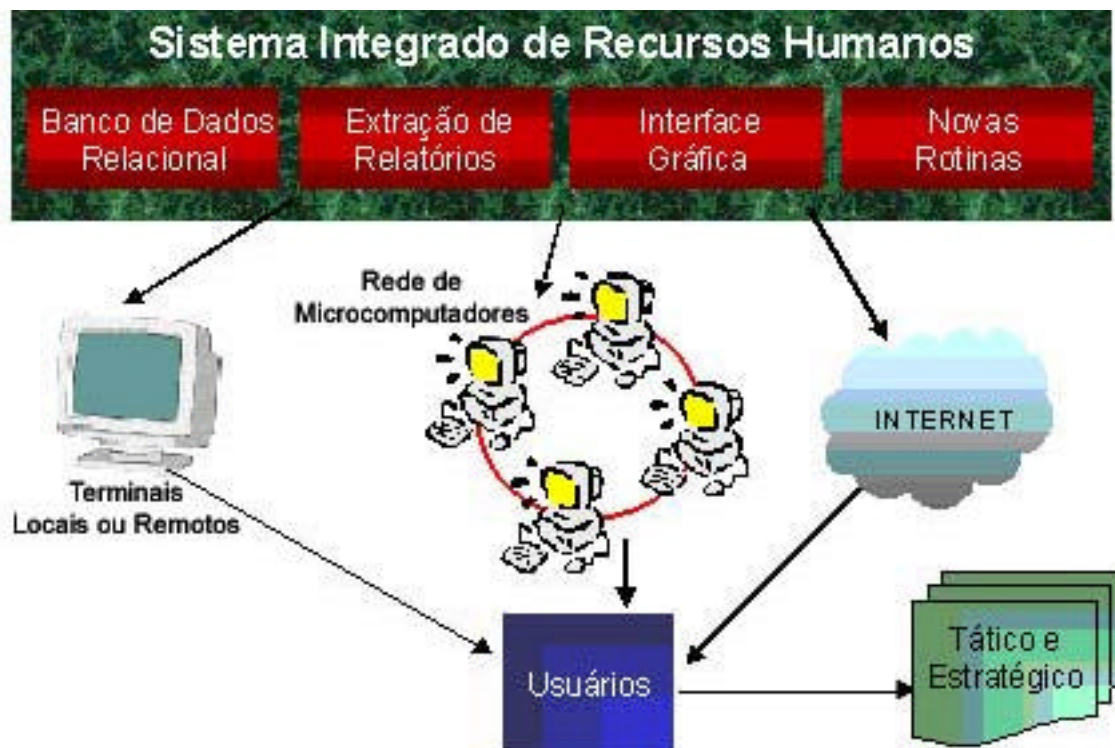 Sistema Integrado de Recursos Humanos
Banco de Dados
Relacional
Extração de
Relatórios
Interface
Gráfica
Novas
Rotinas
Rede de
Microcomputadores
INTERNET
Terminais
Locais ou Remotos
Usuários
Tático e
Estratégico